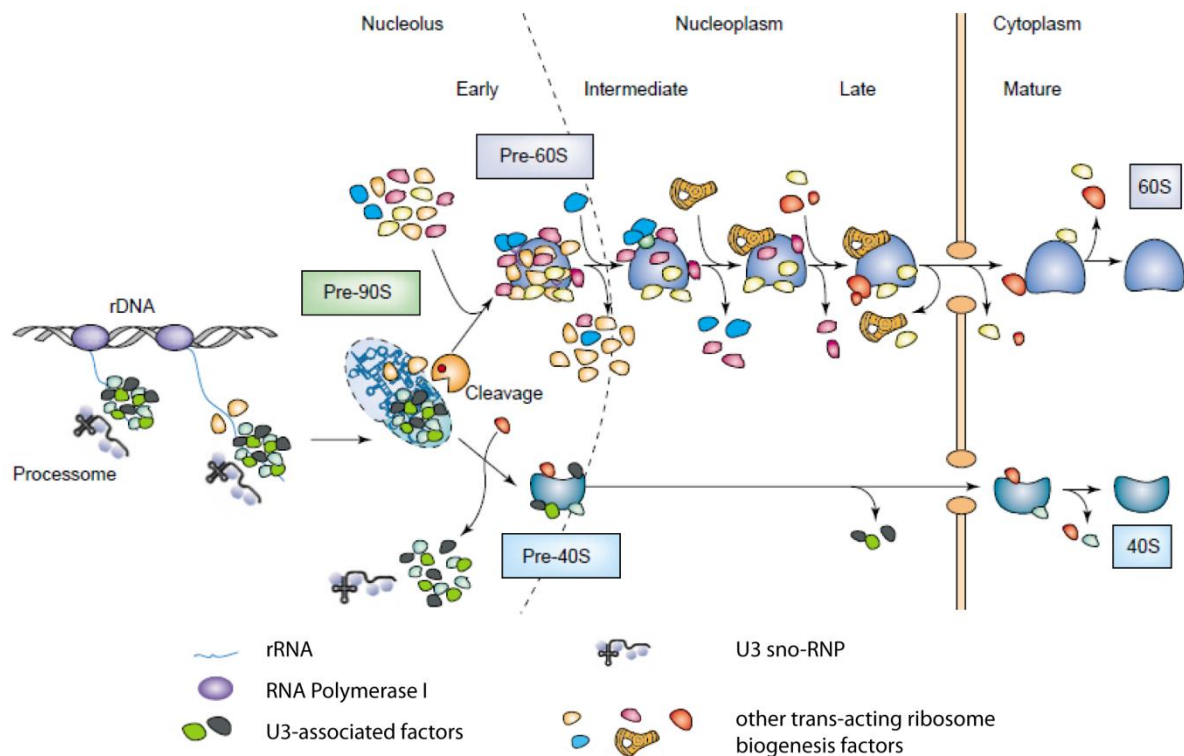 Nucleolus
Nucleoplasm
Cytoplasm
Early
Intermediate
Late
Mature
Pre-60S
60S
Pre-90S
rDNA
Cleavage
Processome
Pre-40S
40S
rRNA
U3 sno-RNP
RNA Polymerase I
U3-associated factors
other trans-acting ribosome
biogenesis factors